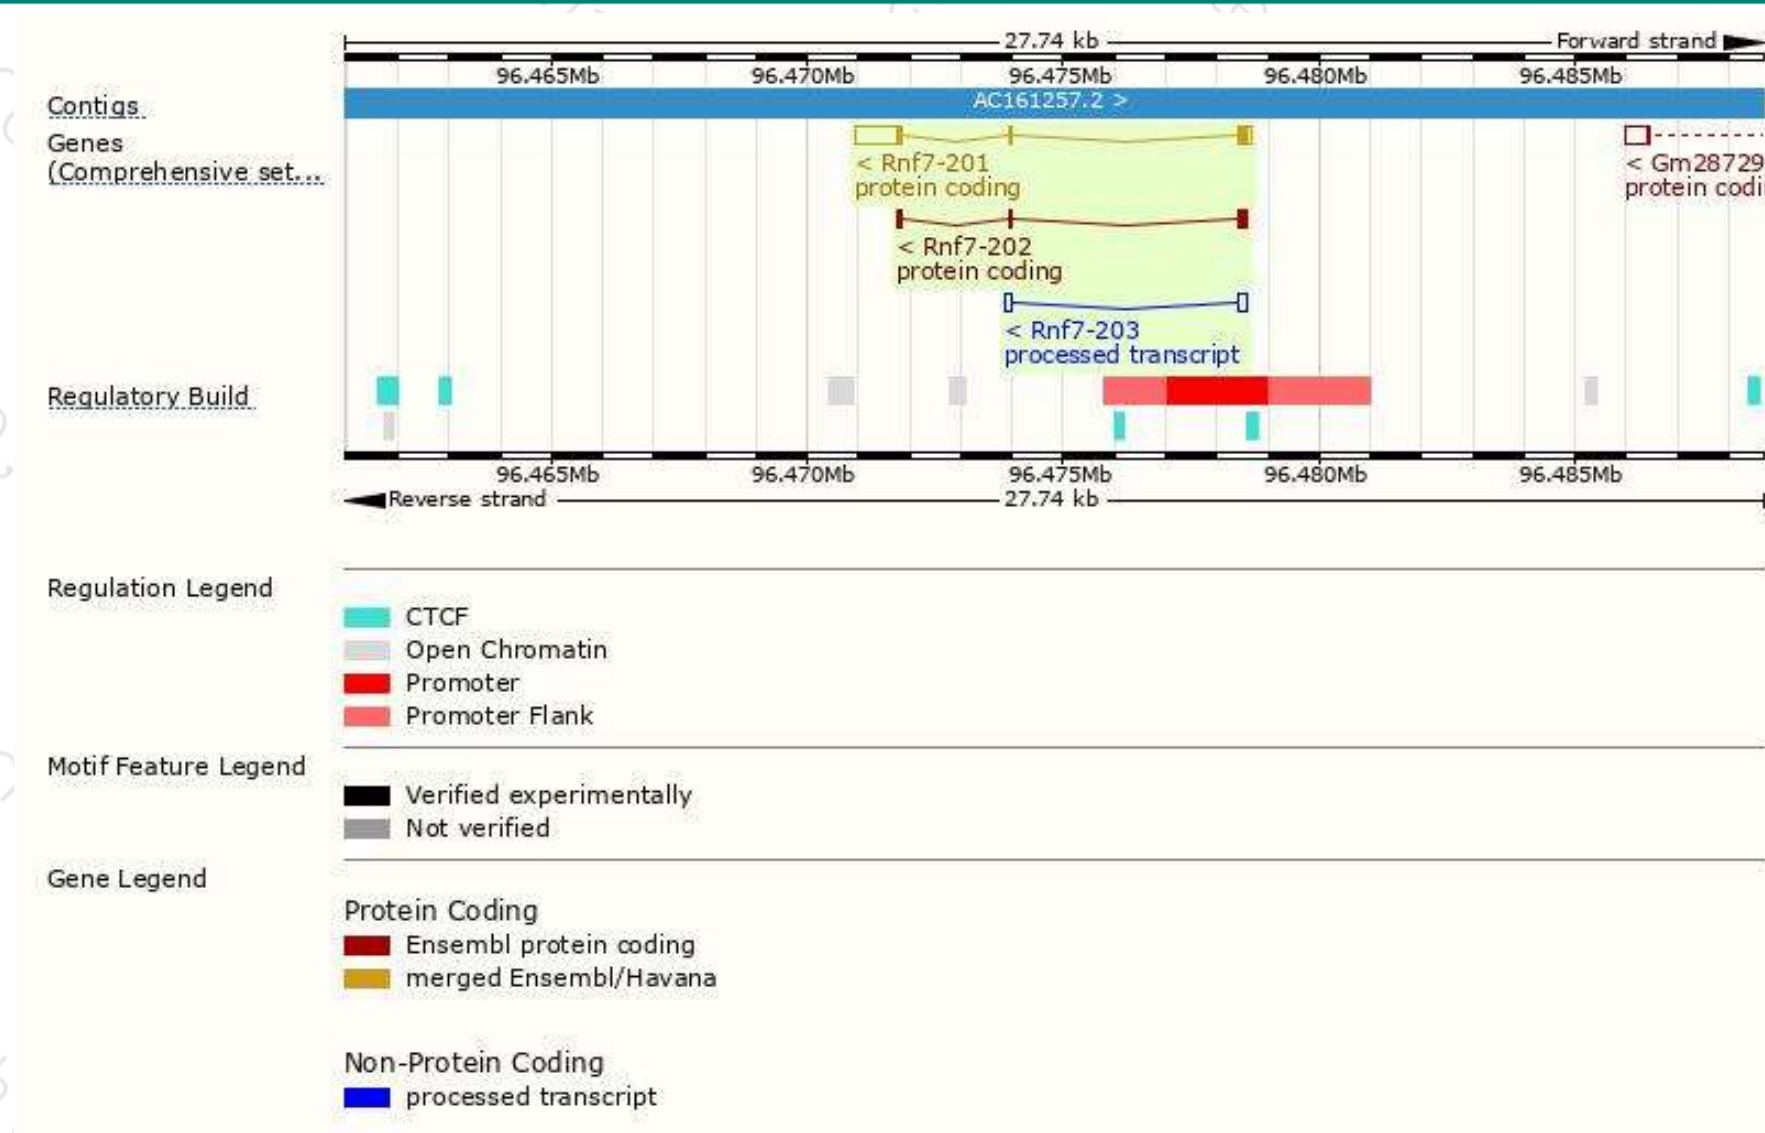 27.74 kb Forward strand
96.465Mb 96.470Mb 96.475Mb 96.480Mb 96.485Mb
Contigs AC161257.2 >
Genes
(Comprehensive set...
< Rnf7-201 < Gm28729
protein coding protein codi
< Rnf7-202
protein coding
< Rnf7-203
processed transcript
Regulatory Build
96.465Mb 96.470Mb 96.475Mb 96.480Mb 96.485Mb
Reverse strand 27.74 kb
Regulation Legend
CTCF
Open Chromatin
Promoter
Promoter Flank
Motif Feature Legend
Verified experimentally
Not verified
Gene Legend
Protein Coding
Ensembl protein coding
merged Ensembl/Havana
Non-Protein Coding
processed transcript